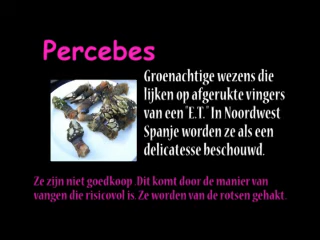 Percebes
Groenachtige wezens die
lijken op afgerukte vingers
van een "E.T." In Noordwest
Spanje worden ze als een
delicatesse beschouwd.
Ze zijn niet goedkoop .Dit komt door de manier van
vangen die risicovol is. Ze worden van de rotsen gehakt.